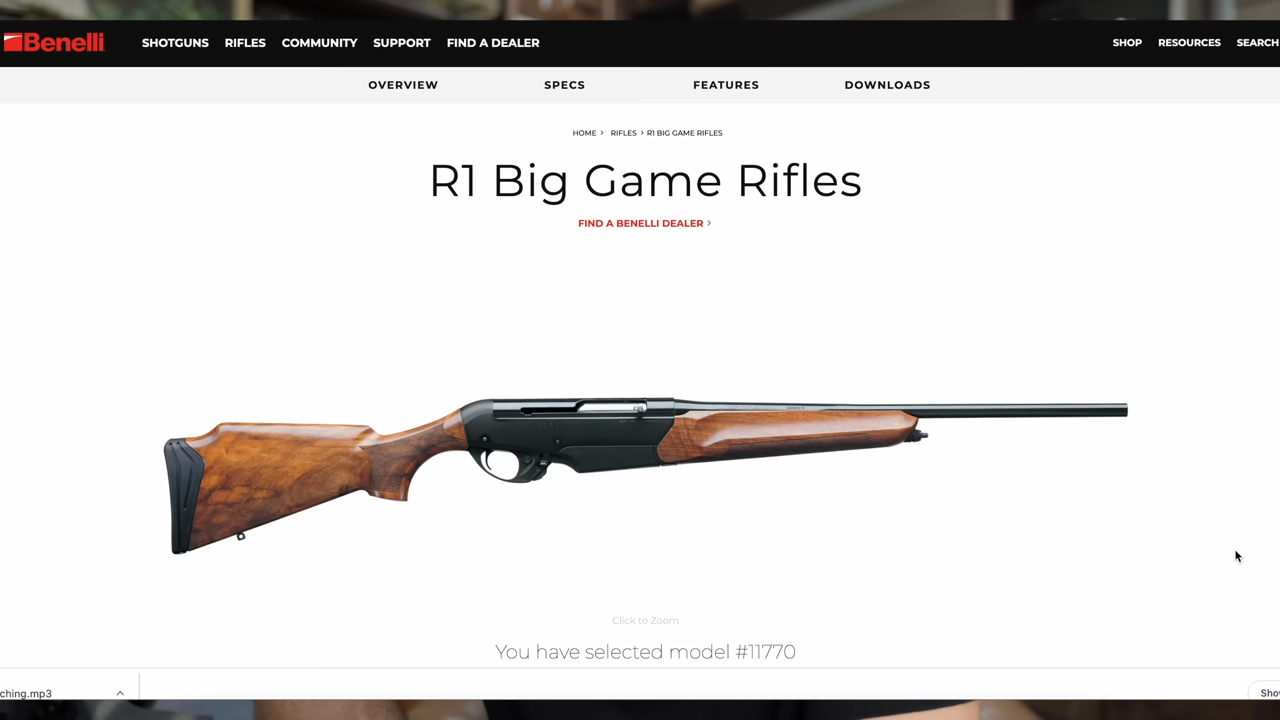 Benelli SHOTGUNS RIFLES COMMUNITY SUPPORT FIND A DEALER SHOP RESOURCES SEARCH
OVERVIEW SPECS FEATURES DOWNLOADS
HOME > RIFLES > R1 BIG GAME RIFLES
R1 Big Game Rifles
FIND A BENELLI DEALER >
Click to Zoom
You have selected model #11770
ching.mp3 Sho